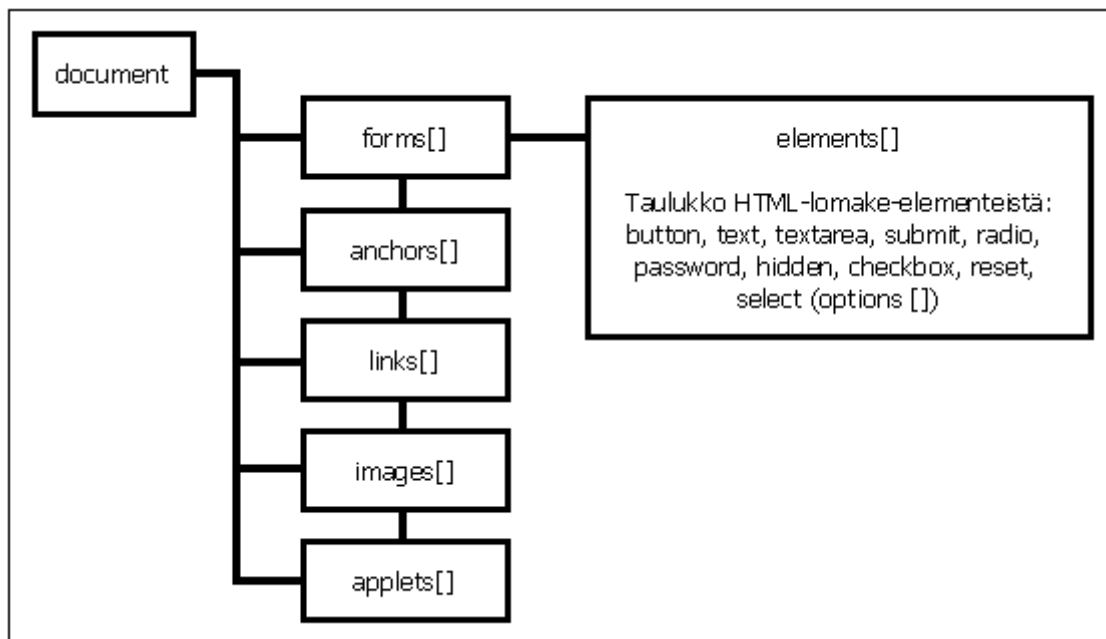 document
forms[]
elements[]
Taulukko HTML-lomake-elementeistä:
button, text, textarea, submit, radio,
password, hidden, checkbox, reset,
select (options [])
anchors[]
links[]
images[]
applets[]